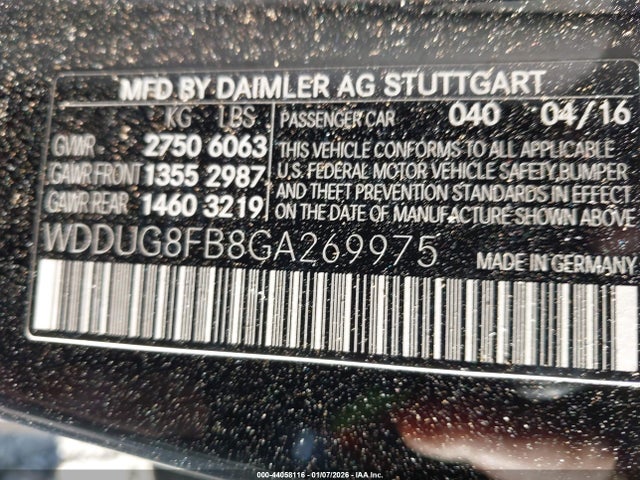 MFD BY DAIMLER AG STUTTGART
KG LBS PASSENGER CAR 040 04/16
GVWR 2750 6063 THIS VEHICLE CONFORMS TO ALL APPLICABLE
GAWR FRONT 1355 2987 U.S. FEDERAL MOTOR VEHICLE SAFETY, BUMPER
GAWR REAR 1460 3219 AND THEFT PREVENTION STANDARDS IN EFFECT
ON THE DATE OF MANUFACTURE SHOWN ABOVE.
WDDUG8FB8GA269975 MADE IN GERMANY
000-44058116 - 01/07/2026 - IAA Inc.